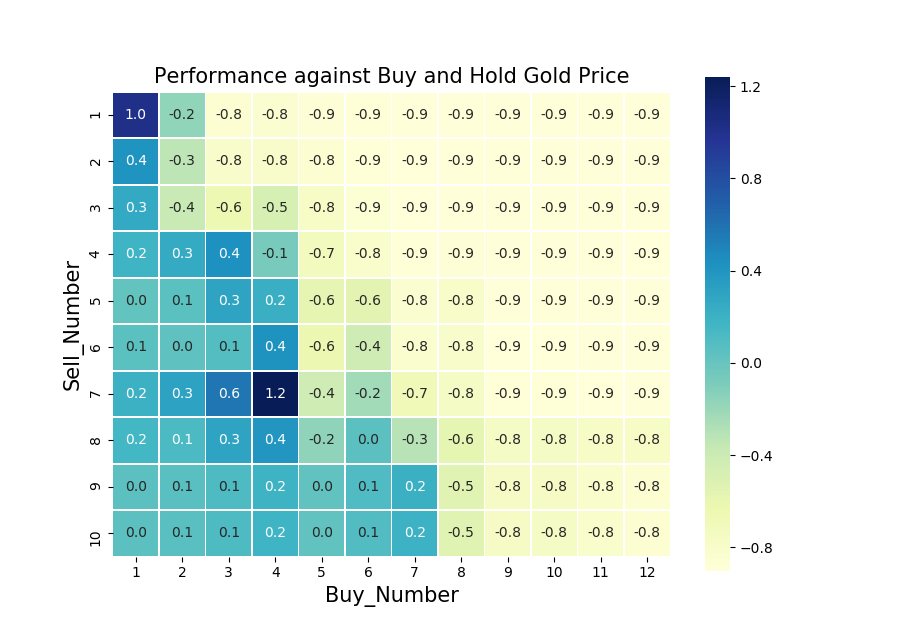 Performance against Buy and Hold Gold Price
1 1.0 -0.2 -0.8 -0.8 -0.9 -0.9 -0.9 -0.9 -0.9 -0.9 -0.9 -0.9
2 0.4 -0.3 -0.8 -0.8 -0.8 -0.9 -0.9 -0.9 -0.9 -0.9 -0.9 -0.9
3 0.3 -0.4 -0.6 -0.5 -0.8 -0.9 -0.9 -0.9 -0.9 -0.9 -0.9 -0.9
4 0.2 0.3 0.4 -0.1 -0.7 -0.8 -0.9 -0.9 -0.9 -0.9 -0.9 -0.9
5 0.0 0.1 0.3 0.2 -0.6 -0.6 -0.8 -0.8 -0.9 -0.9 -0.9 -0.9
6 0.1 0.0 0.1 0.4 -0.6 -0.4 -0.8 -0.8 -0.9 -0.9 -0.9 -0.9
7 0.2 0.3 0.6 1.2 -0.4 -0.2 -0.7 -0.8 -0.9 -0.9 -0.9 -0.9
8 0.2 0.1 0.3 0.4 -0.2 0.0 -0.3 -0.6 -0.8 -0.8 -0.8 -0.8
9 0.0 0.1 0.1 0.2 0.0 0.1 0.2 -0.5 -0.8 -0.8 -0.8 -0.8
10 0.0 0.1 0.1 0.2 0.0 0.1 0.2 -0.5 -0.8 -0.8 -0.8 -0.8
1 2 3 4 5 6 7 8 9 10 11 12
Buy_Number
Sell_Number
1.2
0.8
0.4
0.0
−0.4
−0.8